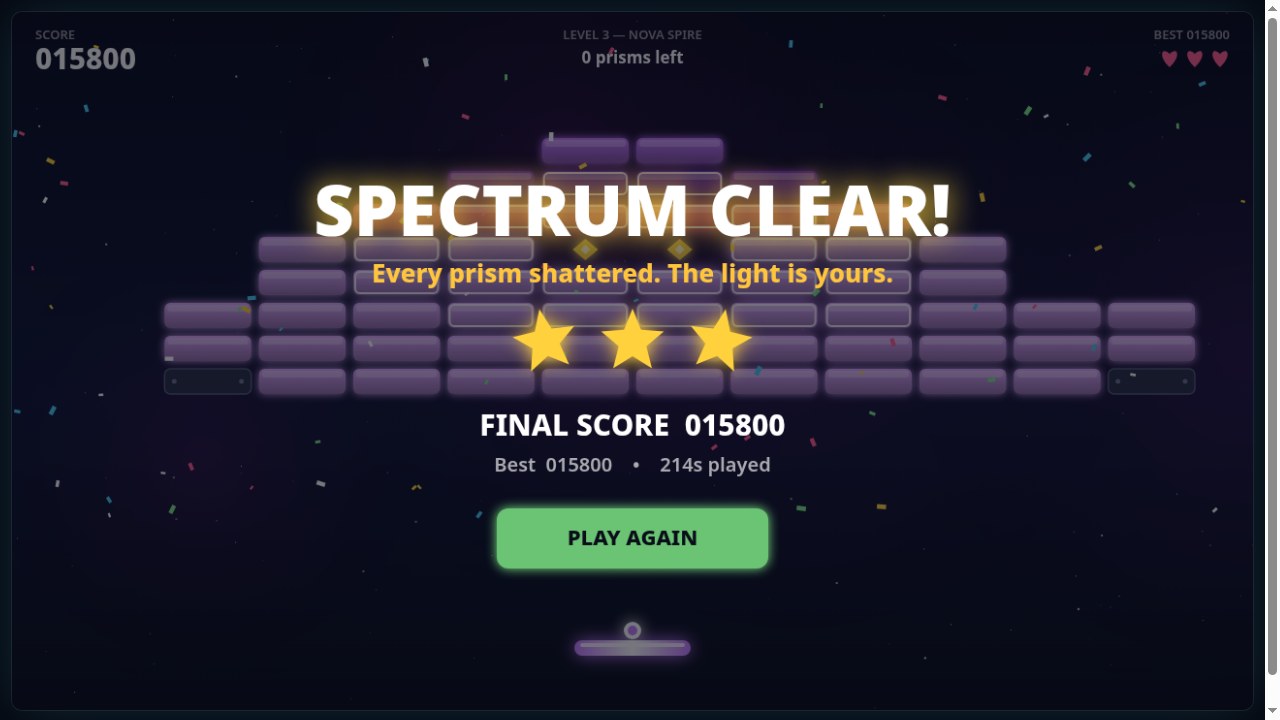 SCORE
015800
LEVEL 3 — NOVA SPIRE
0 prisms left
BEST 015800
SPECTRUM CLEAR!
Every prism shattered. The light is yours.
FINAL SCORE 015800
Best 015800 • 214s played
PLAY AGAIN